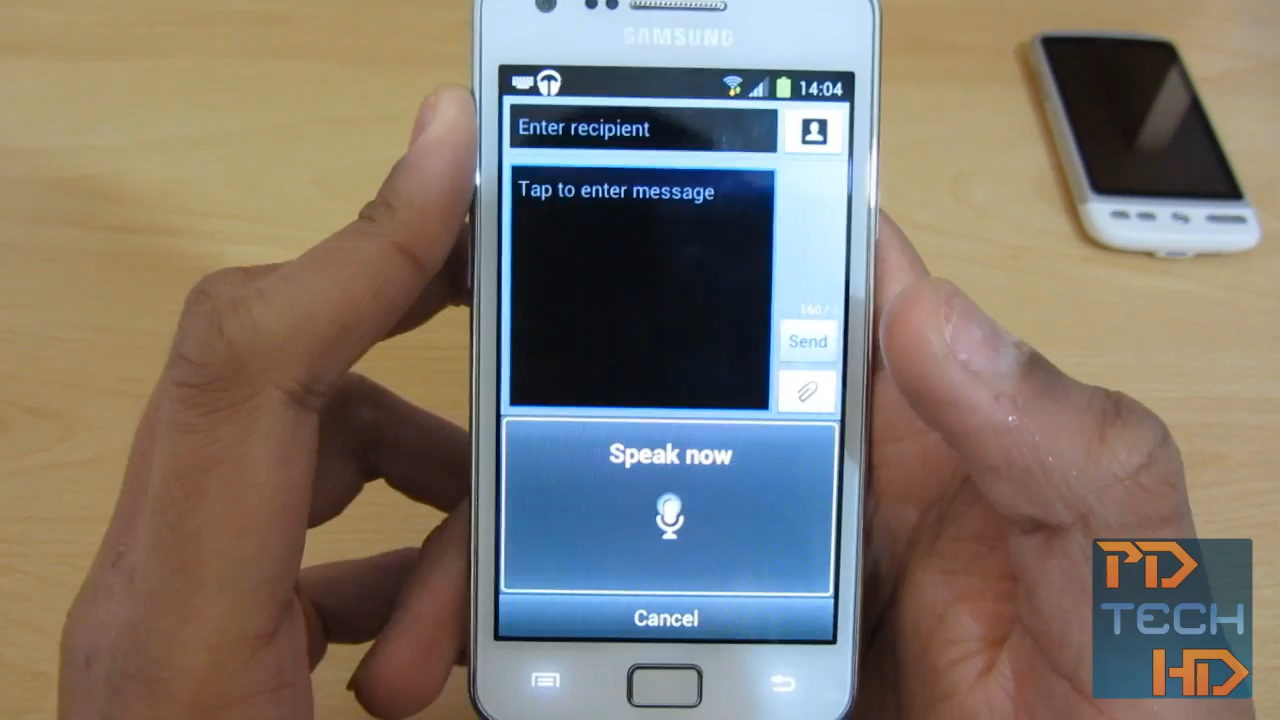 SAMSUNG
14:04
Enter recipient
Tap to enter message
Send
Speak now
Cancel
PD
TECH
HD